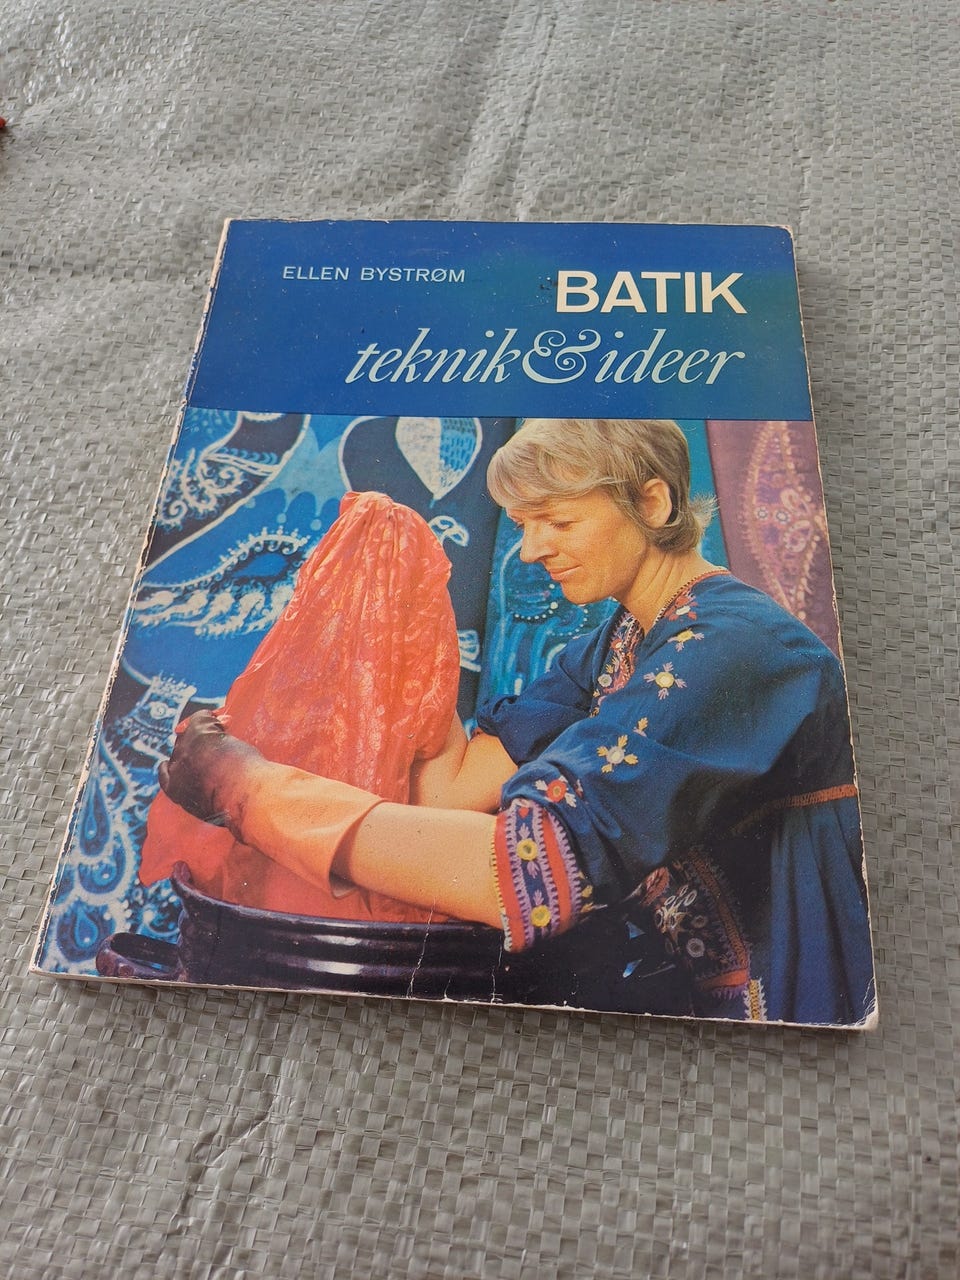 ELLEN BYSTRØM
BATIK
teknik & ideer